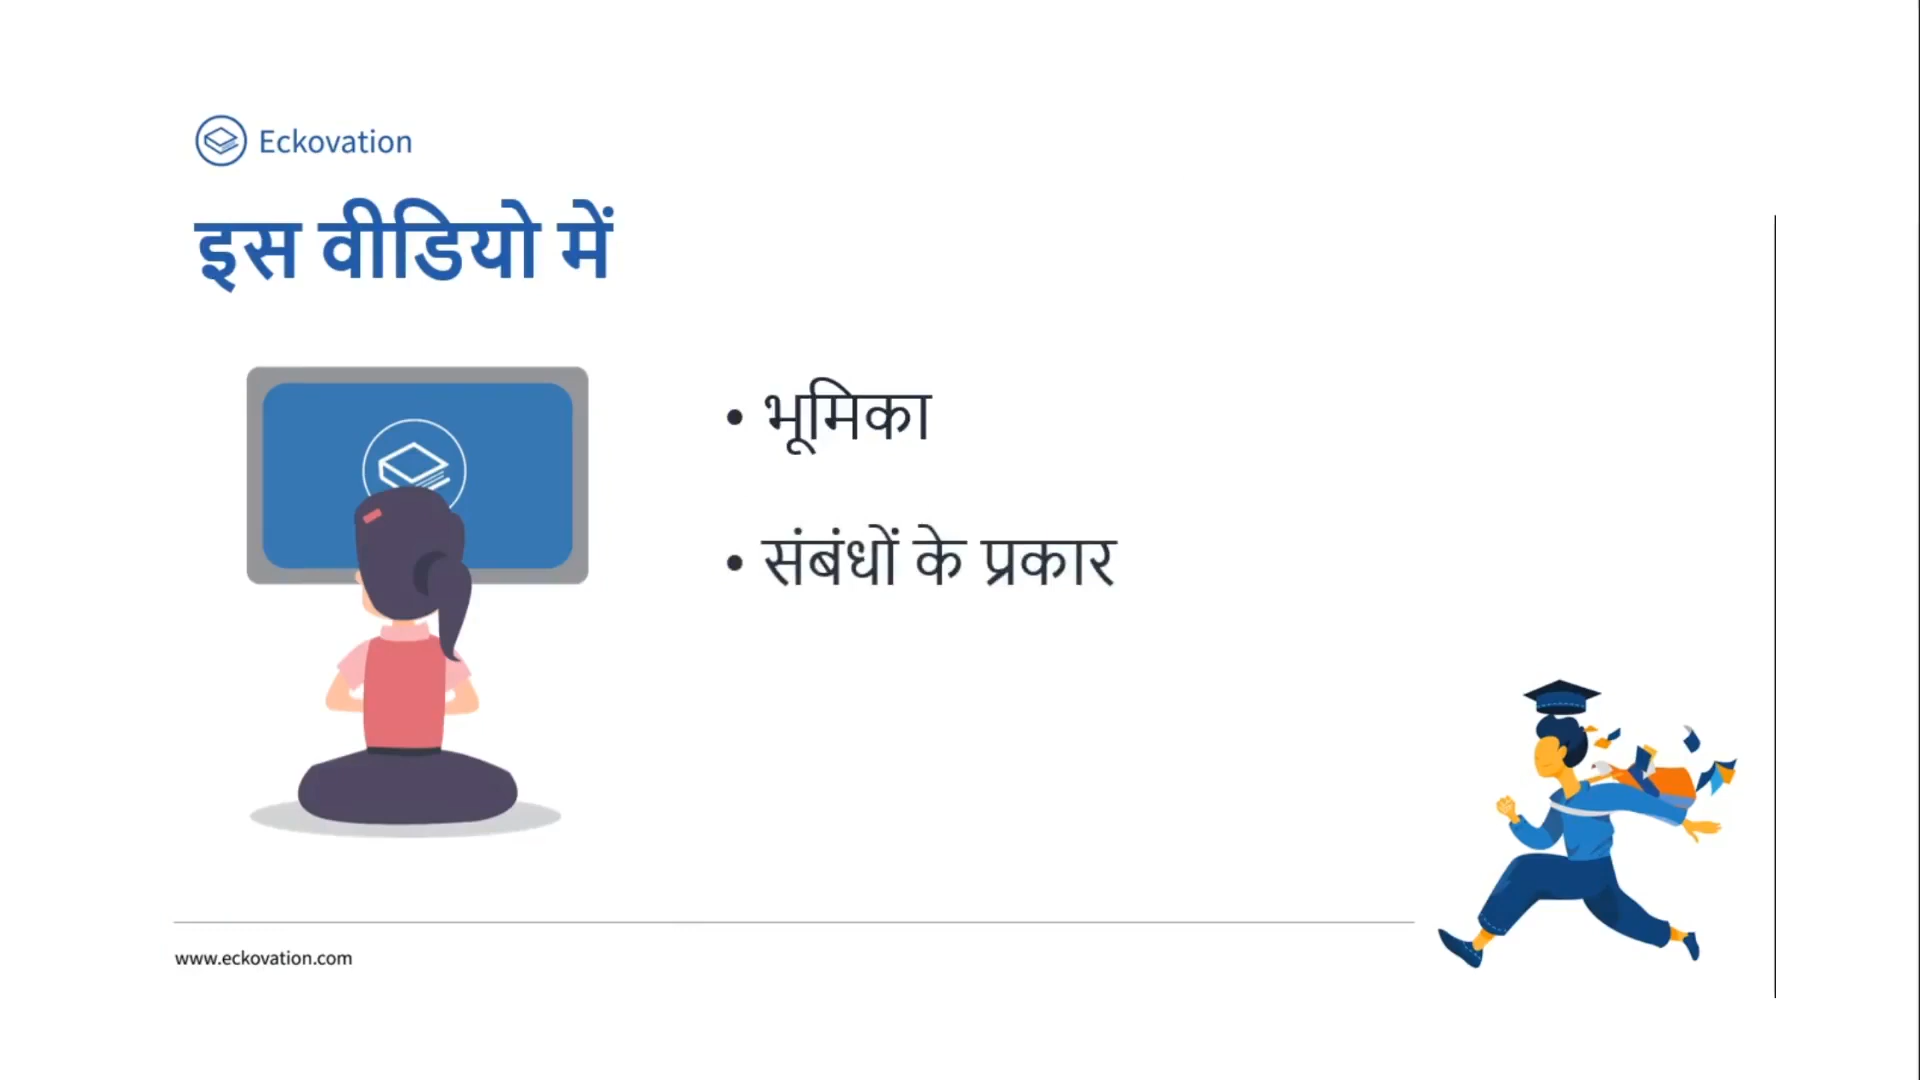 Eckovation
इस वीडियो में
• भूमिका
• संबंधों के प्रकार
www.eckovation.com